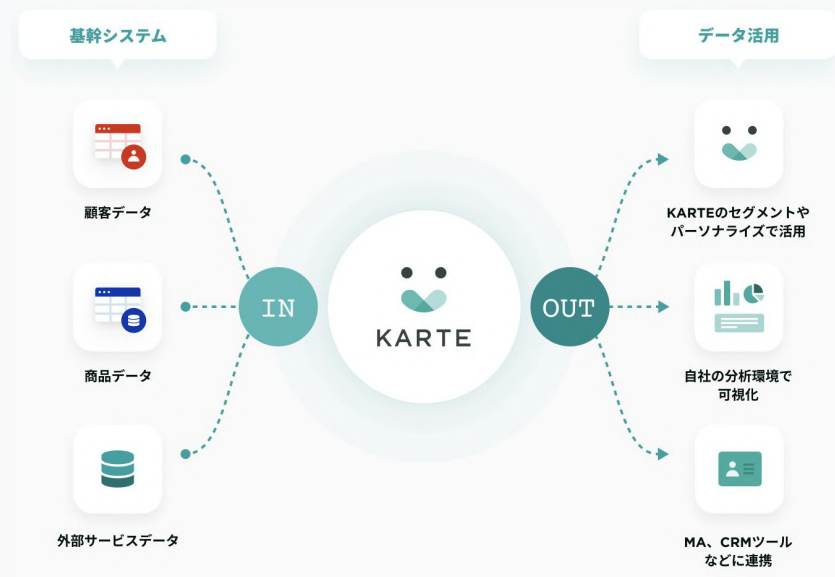 基幹システム
データ活用
顧客データ
商品データ
外部サービスデータ
IN
KARTE
OUT
KARTEのセグメントや
パーソナライズで活用
自社の分析環境で
可視化
MA、CRMツール
などに連携